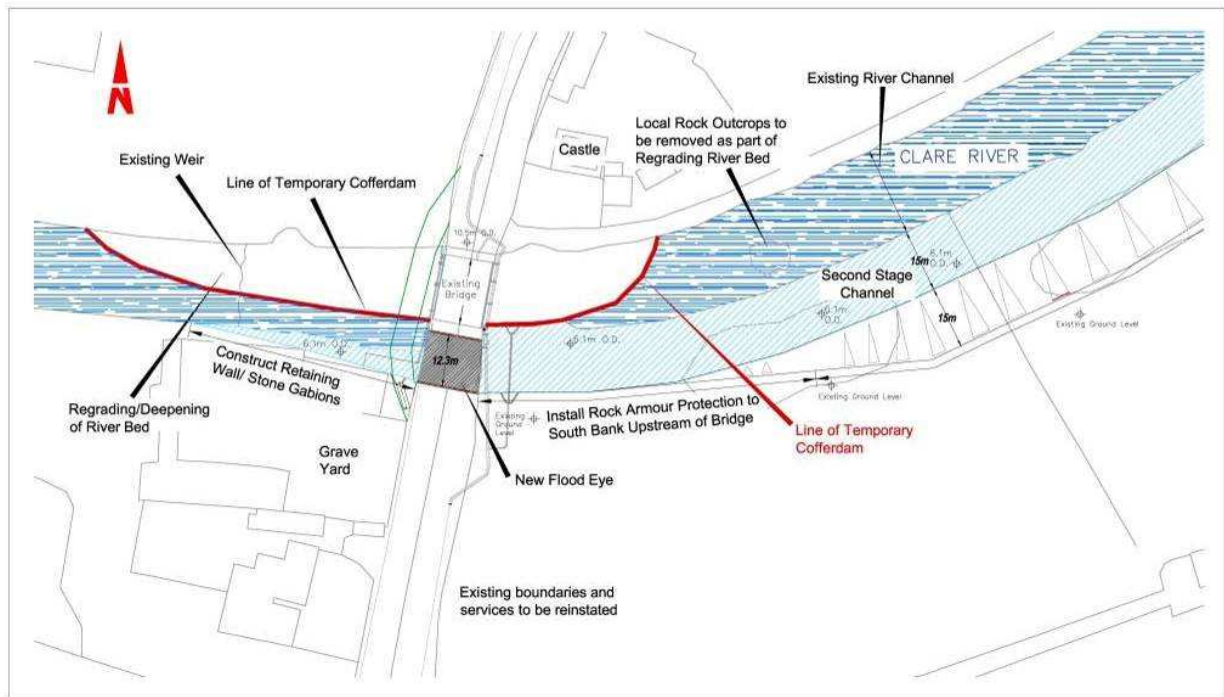 N
Existing River Channel
Local Rock Outcrops to
be removed as part of
Regrading River Bed
Castle
CLARE RIVER
Existing Weir
Line of Temporary Cofferdam
10.5m O.D.
Existing
Bridge
15m
6.1m
O.D.
Second Stage
Channel
6.1m
O.D.
15m
Existing Ground Level
6.1m O.D.
6.1m O.D.
12.3m
Construct Retaining
Wall/ Stone Gabions
Existing Ground Level
Regrading/Deepening
of River Bed
Existing
Ground
Level
Install Rock Armour Protection to
South Bank Upstream of Bridge
Line of Temporary
Cofferdam
Grave
Yard
New Flood Eye
Existing boundaries and
services to be reinstated